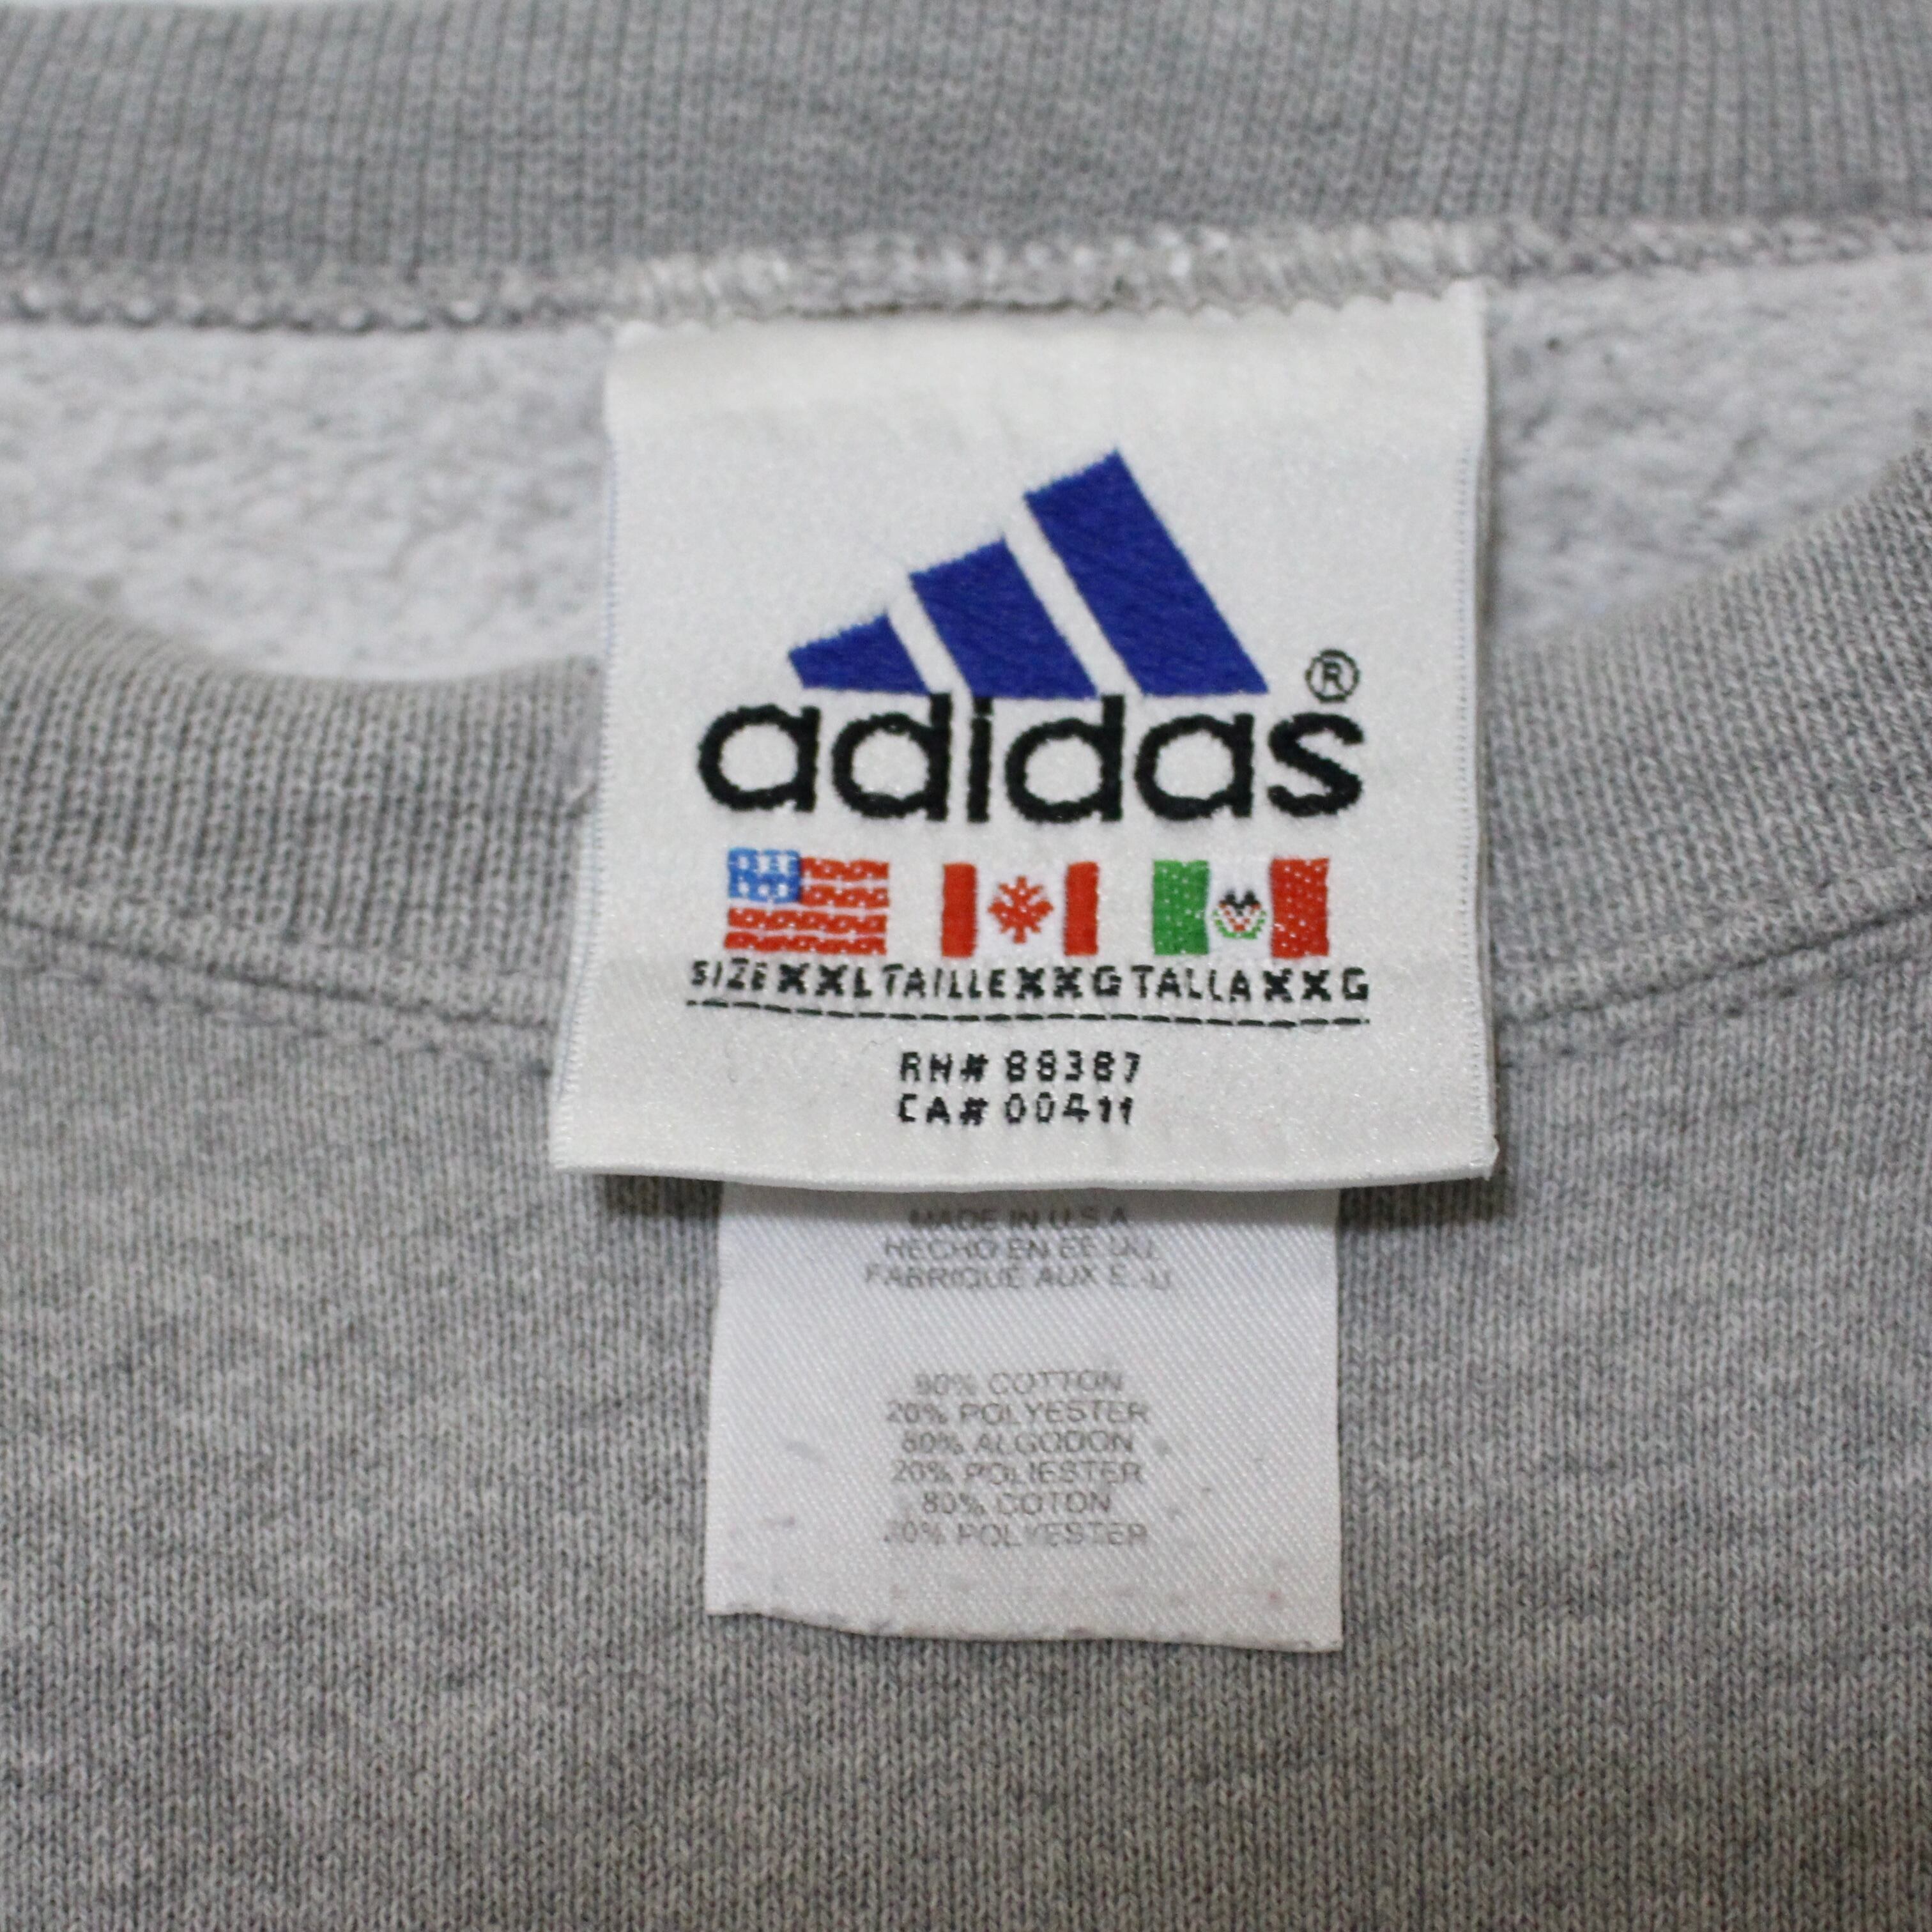 adidas®
SIZE XXL TAILLE XXG TALLA XXG
RN# 88387
CA# 00411
MADE IN U.S.A
HECHO EN EE.UU.
FABRIQUE AUX E.-U
80% COTTON
20% POLYESTER
80% ALGODON
20% POLIESTER
80% COTON
20% POLYESTER